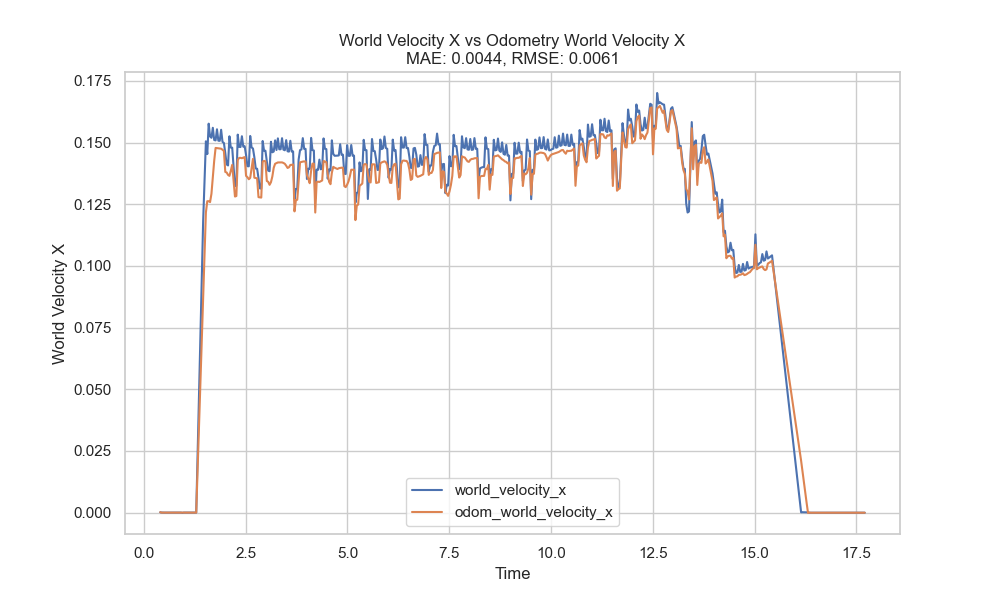 World Velocity X vs Odometry World Velocity X
MAE: 0.0044, RMSE: 0.0061
World Velocity X
0.175
0.150
0.125
0.100
0.075
0.050
0.025
0.000
world_velocity_x
odom_world_velocity_x
0.0 2.5 5.0 7.5 10.0 12.5 15.0 17.5
Time